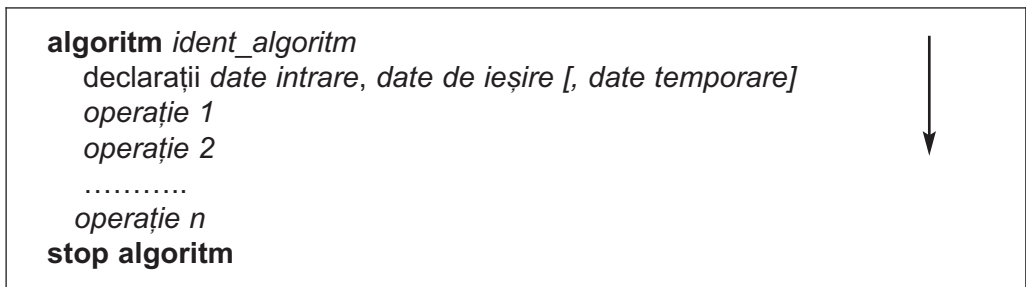 algoritm ident_algoritm
declarații date intrare, date de ieșire [, date temporare]
operație 1
operație 2
………..
operație n
stop algoritm